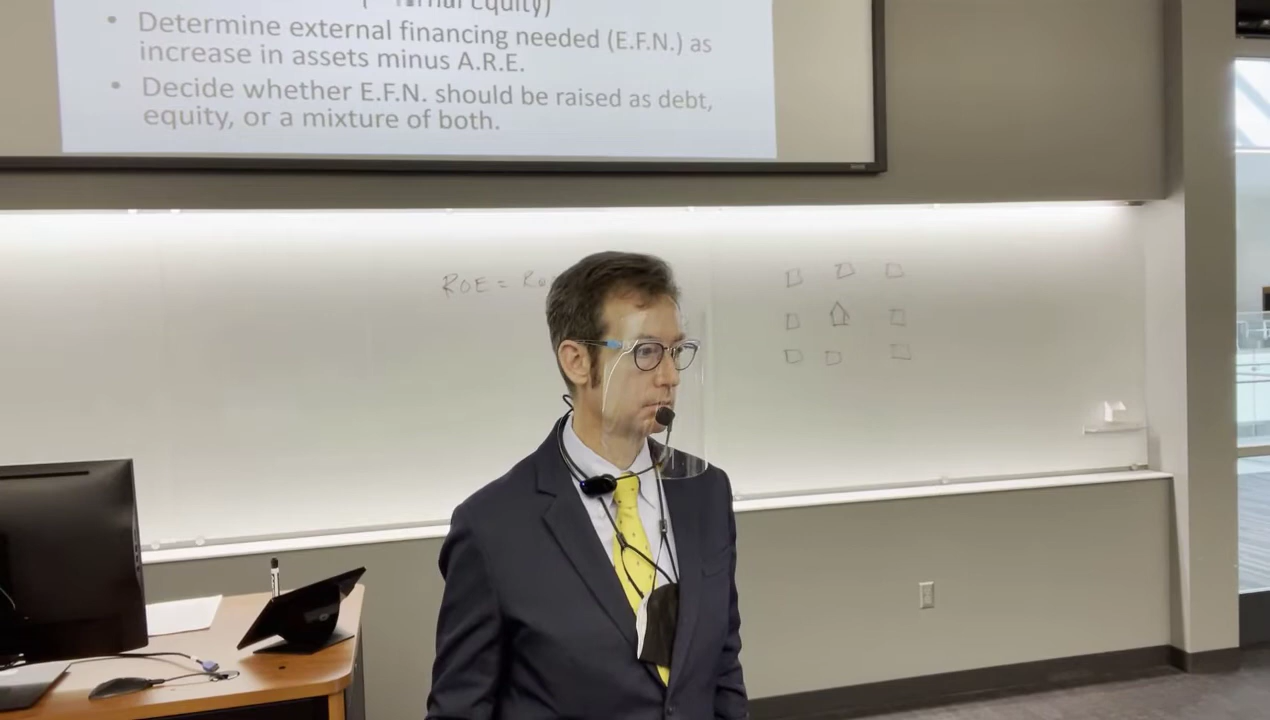 Equity)
• Determine external financing needed (E.F.N.) as
increase in assets minus A.R.E.
• Decide whether E.F.N. should be raised as debt,
equity, or a mixture of both.
ROE =